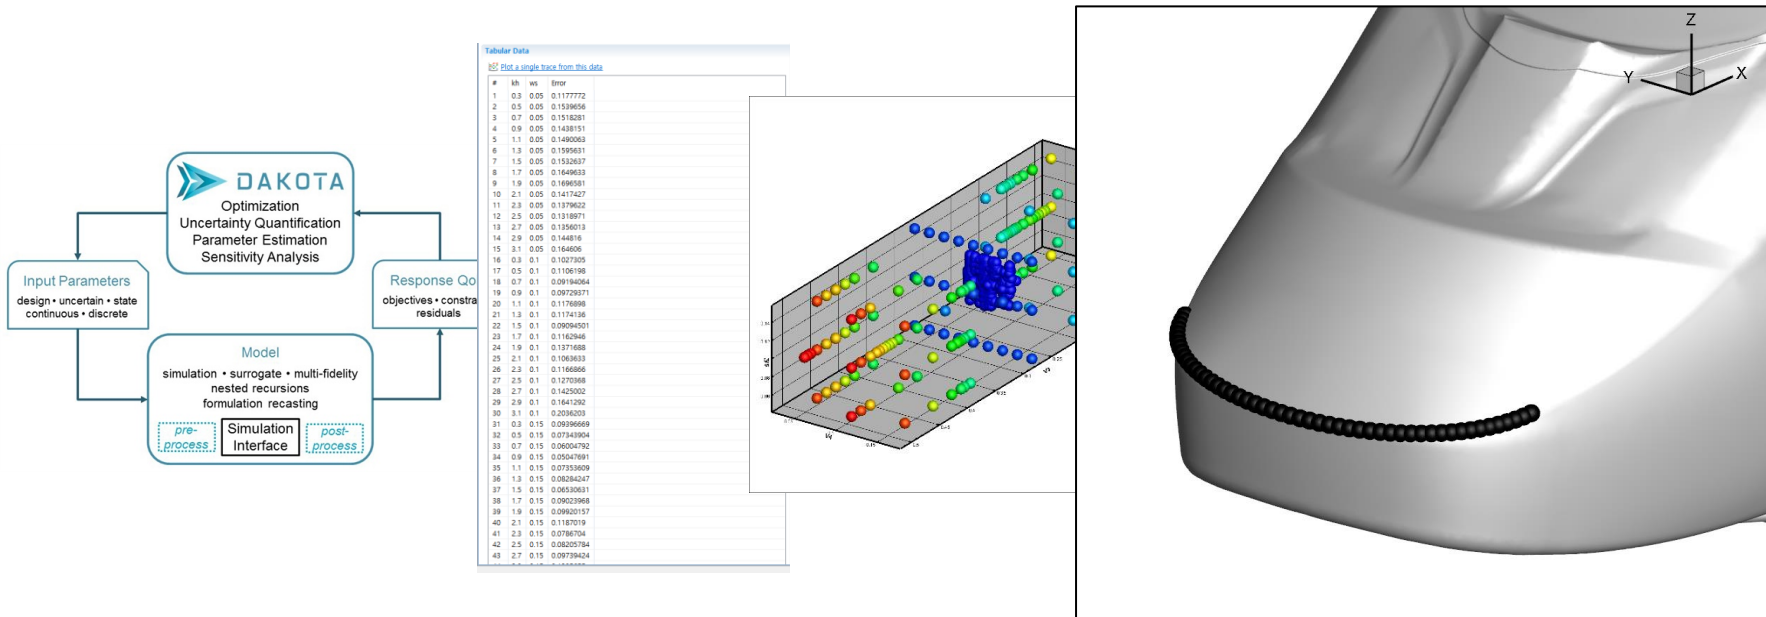 DAKOTA
Optimization
Uncertainty Quantification
Parameter Estimation
Sensitivity Analysis
Input Parameters
design • uncertain • state
continuous • discrete
Response Qo
objectives • constra
residuals
Model
simulation • surrogate • multi-fidelity
nested recursions
formulation recasting
pre-
process
Simulation
Interface
post-
process
Tabular Data
Plot a single trace from this data
# kh ws Error
1 0.3 0.05 0.1177772
2 0.5 0.05 0.1539656
3 0.7 0.05 0.1518281
4 0.9 0.05 0.1438151
5 1.1 0.05 0.1490063
6 1.3 0.05 0.1595631
7 1.5 0.05 0.1532637
8 1.7 0.05 0.1649633
9 1.9 0.05 0.1696581
10 2.1 0.05 0.1417427
11 2.3 0.05 0.1379622
12 2.5 0.05 0.1318971
13 2.7 0.05 0.1356013
14 2.9 0.05 0.144816
15 3.1 0.05 0.164606
16 0.3 0.1 0.1027305
17 0.5 0.1 0.1106198
18 0.7 0.1 0.09194064
19 0.9 0.1 0.09729371
20 1.1 0.1 0.1176898
21 1.3 0.1 0.1174136
22 1.5 0.1 0.09094501
23 1.7 0.1 0.1162946
24 1.9 0.1 0.1371688
25 2.1 0.1 0.1063633
26 2.3 0.1 0.1166866
27 2.5 0.1 0.1270368
28 2.7 0.1 0.1425002
29 2.9 0.1 0.1641292
30 3.1 0.1 0.2036203
31 0.3 0.15 0.09396669
32 0.5 0.15 0.07343904
33 0.7 0.15 0.06004792
34 0.9 0.15 0.05047691
35 1.1 0.15 0.07353609
36 1.3 0.15 0.08284247
37 1.5 0.15 0.06530631
38 1.7 0.15 0.09023968
39 1.9 0.15 0.09920157
40 2.1 0.15 0.1187019
41 2.3 0.15 0.0786704
42 2.5 0.15 0.08205784
43 2.7 0.15 0.09739424
Z
Y
X